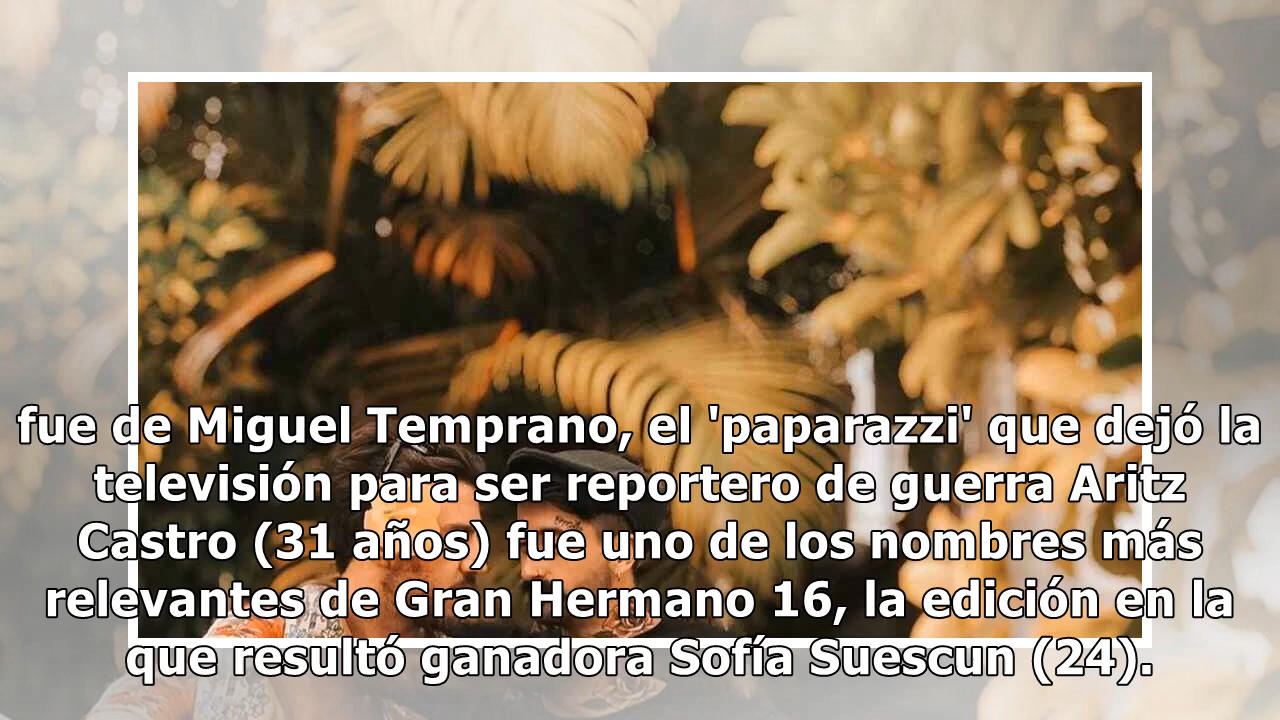 fue de Miguel Temprano, el 'paparazzi' que dejó la
televisión para ser reportero de guerra Aritz
Castro (31 años) fue uno de los nombres más
relevantes de Gran Hermano 16, la edición en la
que resultó ganadora Sofía Suescun (24).